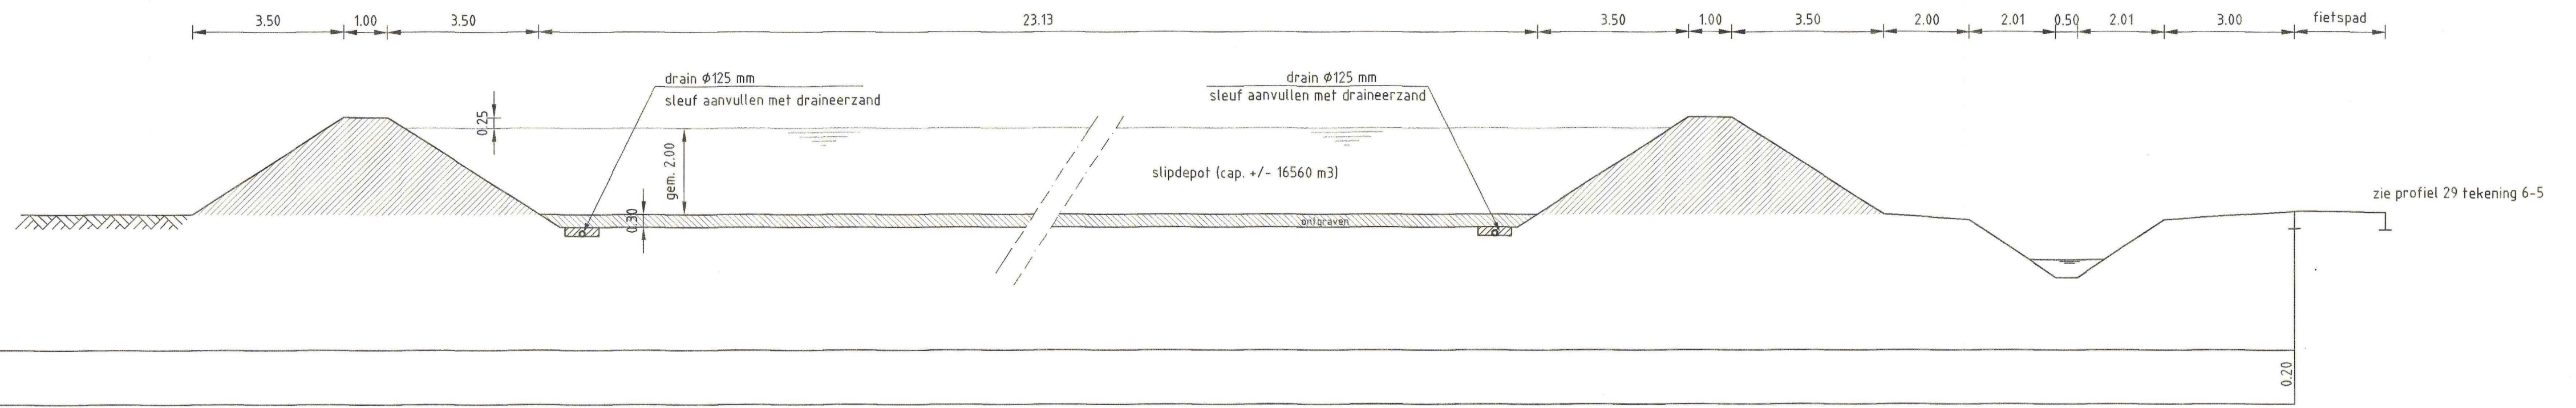 3.50 1.00 3.50 23.13 3.50 1.00 3.50 2.00 2.01 0.50 2.01 3.00 fietspad
drain Ø125 mm
sleuf aanvullen met draineerzand
drain Ø125 mm
sleuf aanvullen met draineerzand
0.25
gem. 2.00
slipdepot (cap. +/- 16560 m3)
zie profiel 29 tekening 6-5
0.30
ontgraven
0.20